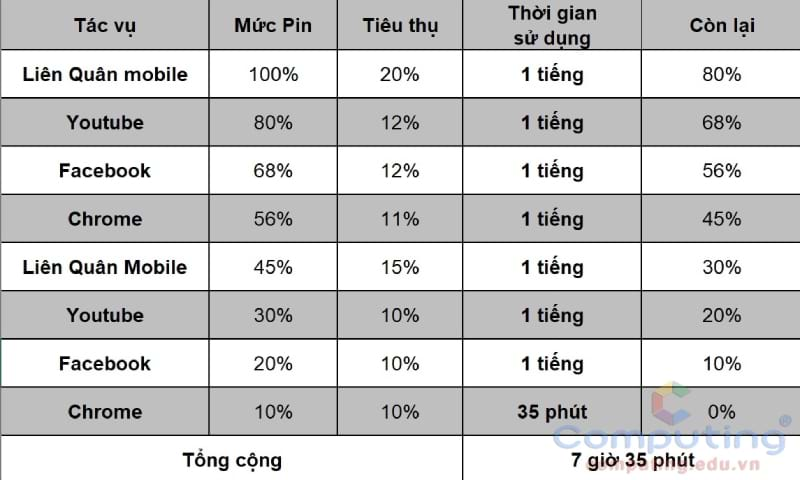 Tác vụ Mức Pin Tiêu thụ Thời gian sử dụng Còn lại
Liên Quân mobile 100% 20% 1 tiếng 80%
Youtube 80% 12% 1 tiếng 68%
Facebook 68% 12% 1 tiếng 56%
Chrome 56% 11% 1 tiếng 45%
Liên Quân Mobile 45% 15% 1 tiếng 30%
Youtube 30% 10% 1 tiếng 20%
Facebook 20% 10% 1 tiếng 10%
Chrome 10% 10% 35 phút 0%
Tổng cộng 7 giờ 35 phút
Computing®
computing.edu.vn